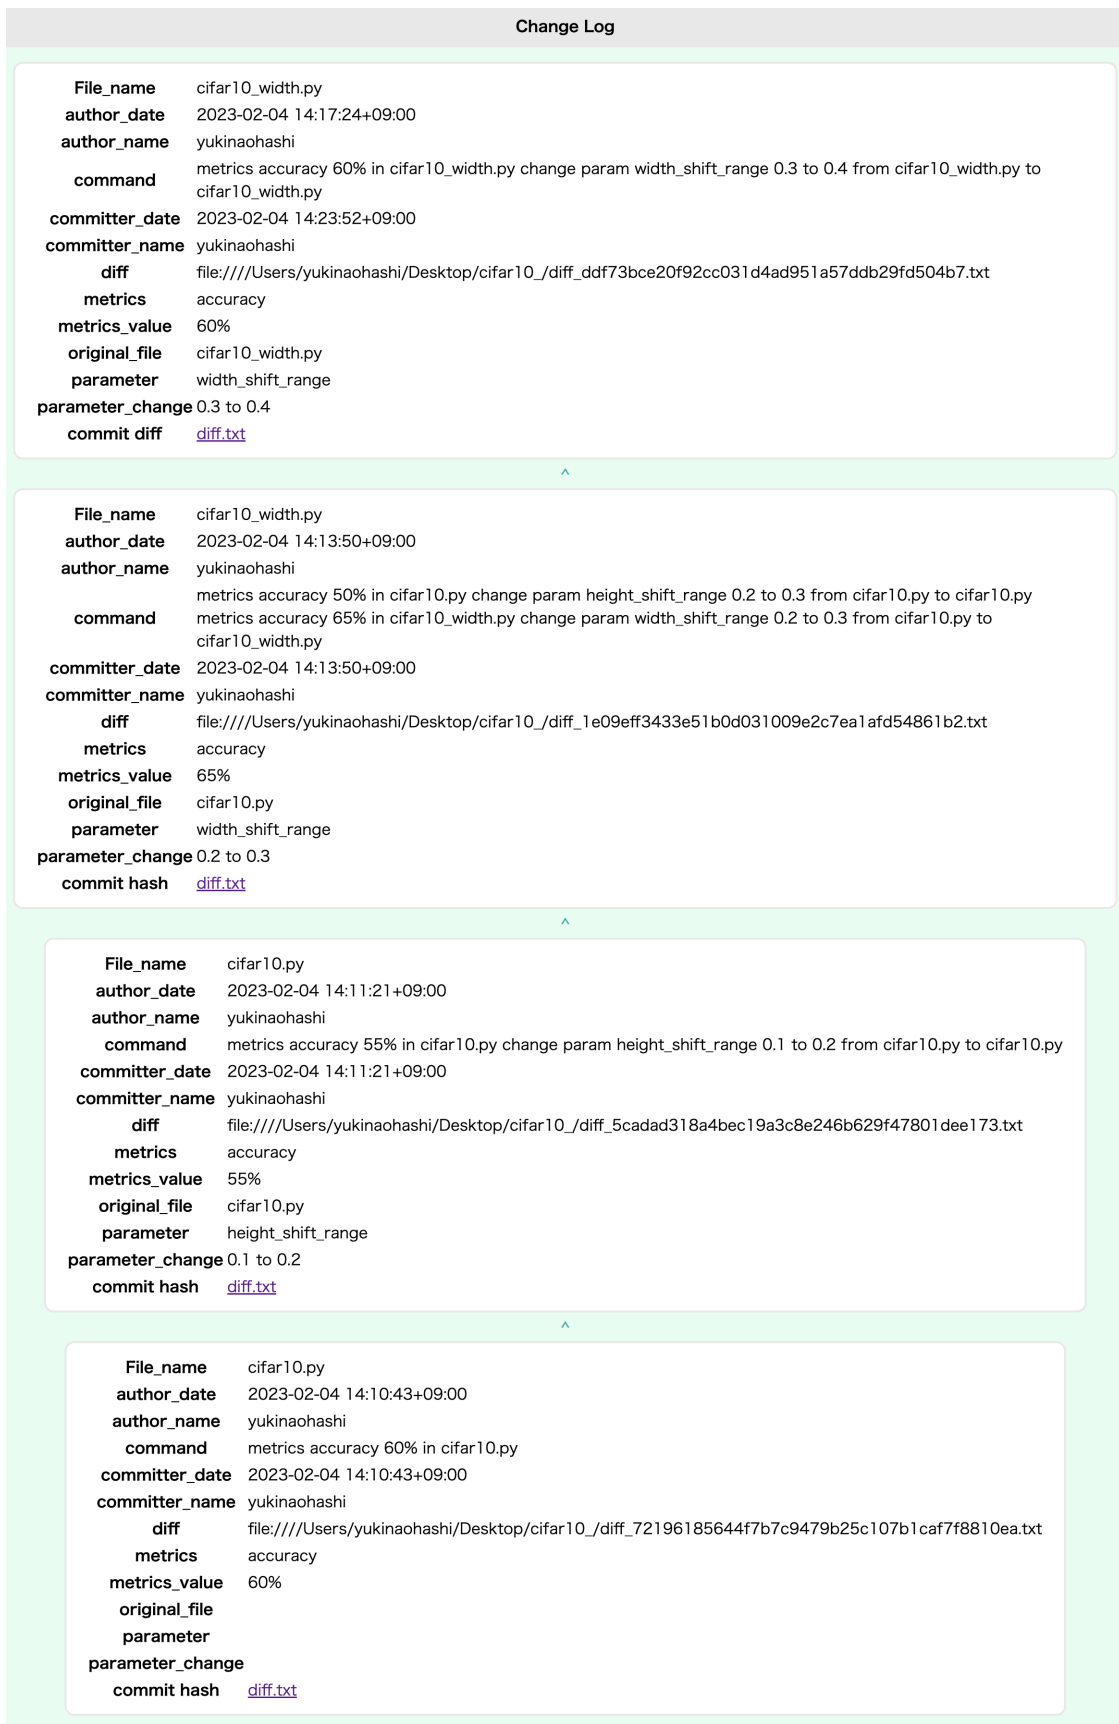 Change Log
File_name cifar10_width.py
author_date 2023-02-04 14:17:24+09:00
author_name yukinaohashi
command metrics accuracy 60% in cifar10_width.py change param width_shift_range 0.3 to 0.4 from cifar10_width.py to
cifar10_width.py
committer_date 2023-02-04 14:23:52+09:00
committer_name yukinaohashi
diff file:////Users/yukinaohashi/Desktop/cifar10_/diff_ddf73bce20f92cc031d4ad951a57ddb29fd504b7.txt
metrics accuracy
metrics_value 60%
original_file cifar10_width.py
parameter width_shift_range
parameter_change 0.3 to 0.4
commit diff diff.txt
^
File_name cifar10_width.py
author_date 2023-02-04 14:13:50+09:00
author_name yukinaohashi
metrics accuracy 50% in cifar10.py change param height_shift_range 0.2 to 0.3 from cifar10.py to cifar10.py
command metrics accuracy 65% in cifar10_width.py change param width_shift_range 0.2 to 0.3 from cifar10.py to
cifar10_width.py
committer_date 2023-02-04 14:13:50+09:00
committer_name yukinaohashi
diff file:////Users/yukinaohashi/Desktop/cifar10_/diff_1e09eff3433e51b0d031009e2c7ea1afd54861b2.txt
metrics accuracy
metrics_value 65%
original_file cifar10.py
parameter width_shift_range
parameter_change 0.2 to 0.3
commit hash diff.txt
^
File_name cifar10.py
author_date 2023-02-04 14:11:21+09:00
author_name yukinaohashi
command metrics accuracy 55% in cifar10.py change param height_shift_range 0.1 to 0.2 from cifar10.py to cifar10.py
committer_date 2023-02-04 14:11:21+09:00
committer_name yukinaohashi
diff file:////Users/yukinaohashi/Desktop/cifar10_/diff_5cadad318a4bec19a3c8e246b629f47801dee173.txt
metrics accuracy
metrics_value 55%
original_file cifar10.py
parameter height_shift_range
parameter_change 0.1 to 0.2
commit hash diff.txt
^
File_name cifar10.py
author_date 2023-02-04 14:10:43+09:00
author_name yukinaohashi
command metrics accuracy 60% in cifar10.py
committer_date 2023-02-04 14:10:43+09:00
committer_name yukinaohashi
diff file:////Users/yukinaohashi/Desktop/cifar10_/diff_72196185644f7b7c9479b25c107b1caf7f8810ea.txt
metrics accuracy
metrics_value 60%
original_file
parameter
parameter_change
commit hash diff.txt